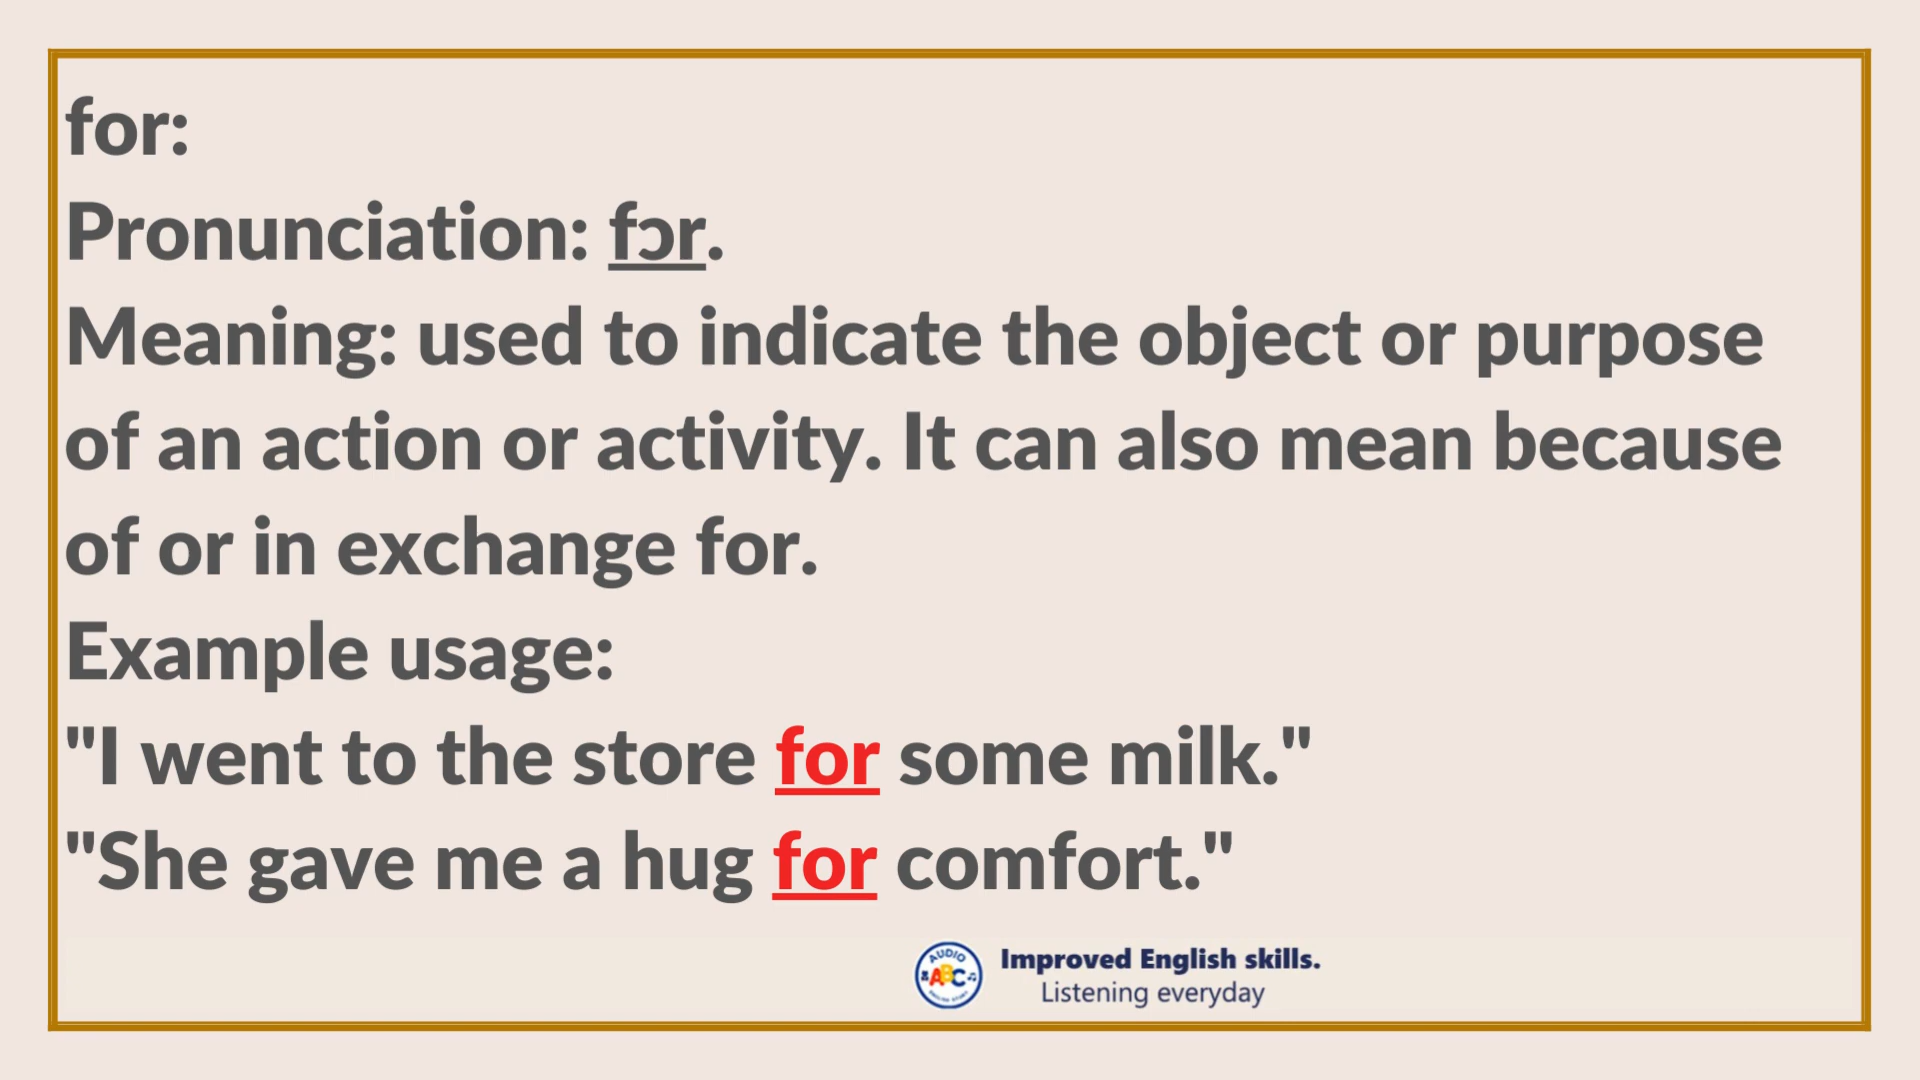 for:
Pronunciation: fɔr.
Meaning: used to indicate the object or purpose
of an action or activity. It can also mean because
of or in exchange for.
Example usage:
"I went to the store for some milk."
"She gave me a hug for comfort."
AUDIO
ABC
Improved English skills.
Listening everyday